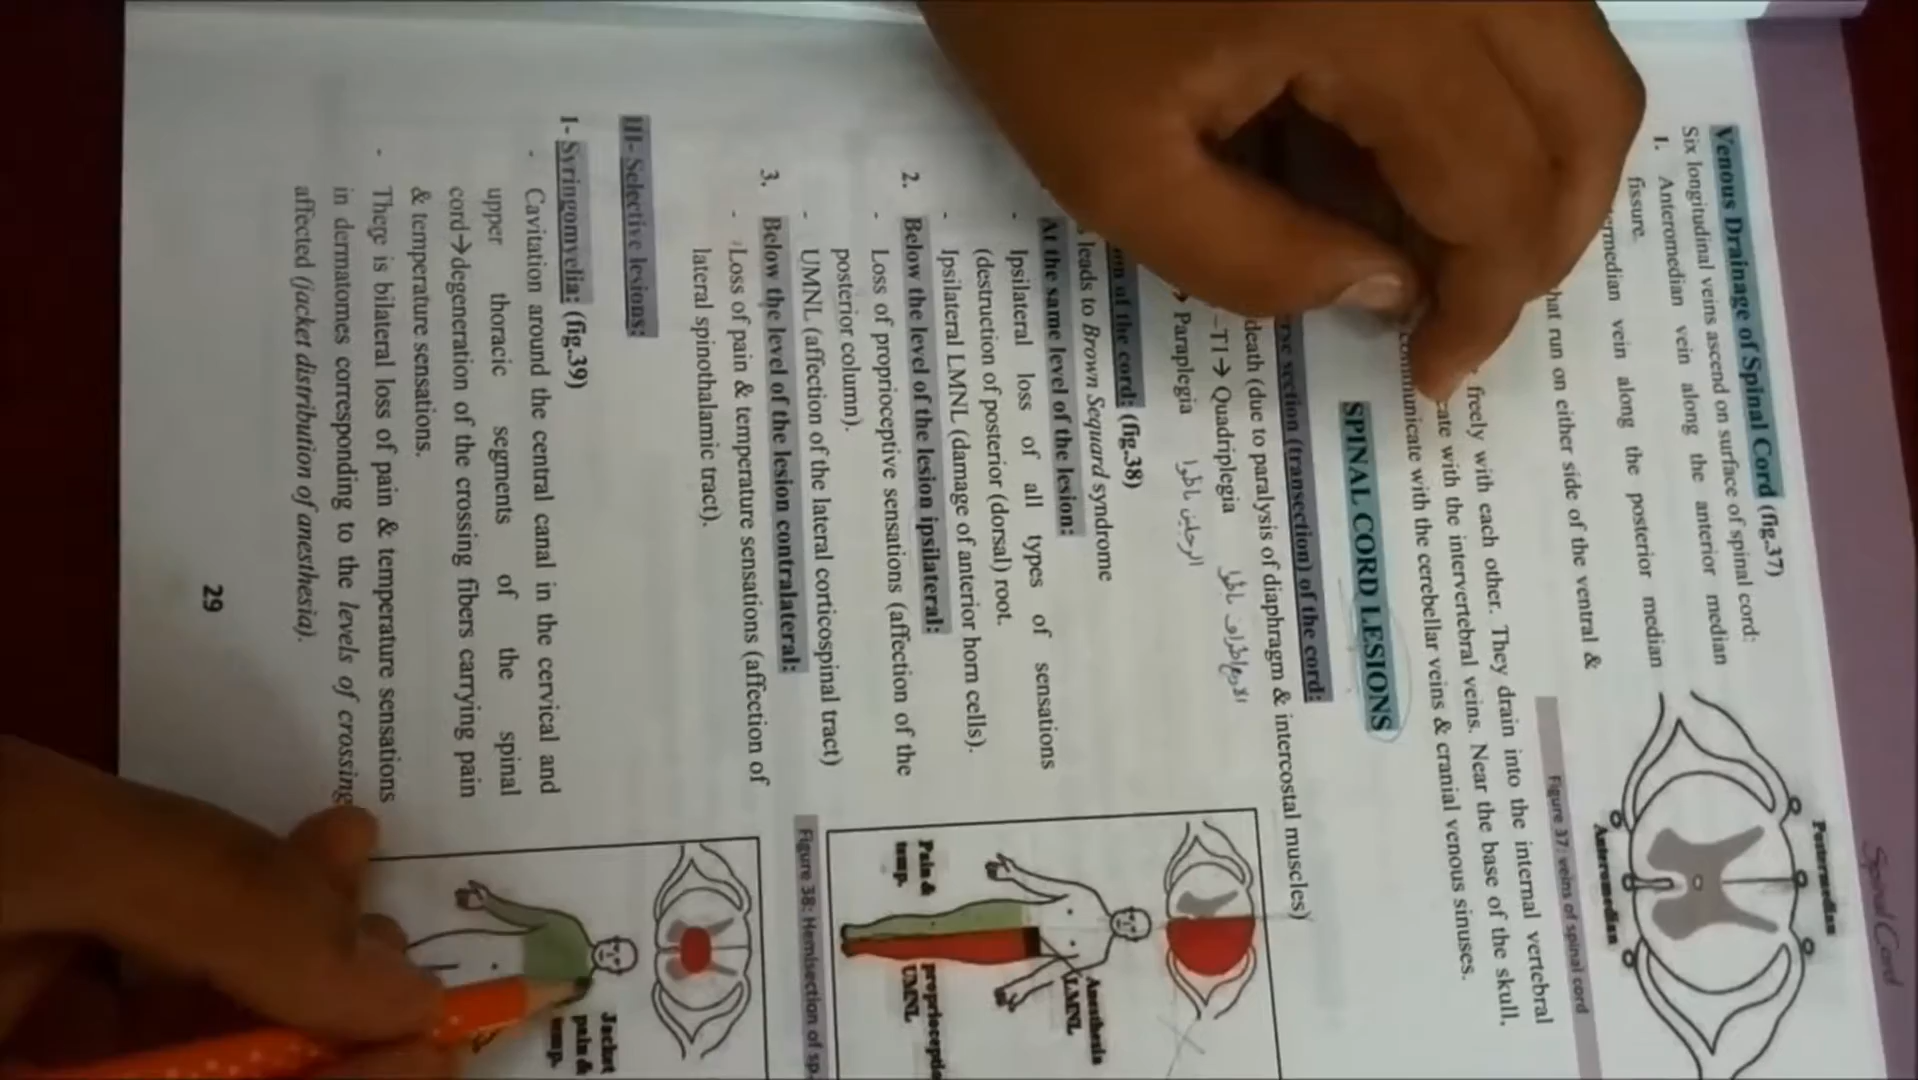 Spinal Cord
Venous Drainage of Spinal Cord (fig.37)
Six longitudinal veins ascend on surface of spinal cord:
1. Anteromedian vein along the anterior median
fissure.
rmedian vein along the posterior median
hat run on either side of the ventral &
freely with each other. They drain into the internal vertebral
cate with the intervertebral veins. Near the base of the skull,
communicate with the cerebellar veins & cranial venous sinuses.
Postermedian
Anteromedian
Figure 37: veins of spinal cord
SPINAL CORD LESIONS
rse section (transection) of the cord:
death (due to paralysis of diaphragm & intercostal muscles)
–T1→ Quadriplegia
→ Paraplegia
on of the cord: (fig.38)
leads to Brown Sequard syndrome
At the same level of the lesion:
- Ipsilateral loss of all types of sensations
(destruction of posterior (dorsal) root.
- Ipsilateral LMNL (damage of anterior horn cells).
2. Below the level of the lesion ipsilateral:
- Loss of proprioceptive sensations (affection of the
posterior column).
- UMNL (affection of the lateral corticospinal tract)
3. Below the level of the lesion contralateral:
- Loss of pain & temperature sensations (affection of
lateral spinothalamic tract).
Anesthesia
LMNL
Pain &
temp.
proprioceptio
UMNL
Figure 38: Hemisection of sp.
III- Selective lesions:
1- Syringomyelia: (fig.39)
- Cavitation around the central canal in the cervical and
upper thoracic segments of the spinal
cord→degeneration of the crossing fibers carrying pain
& temperature sensations.
- There is bilateral loss of pain & temperature sensations
in dermatomes corresponding to the levels of crossing
affected (jacket distribution of anesthesia).
Jacket
pain &
temp.
29